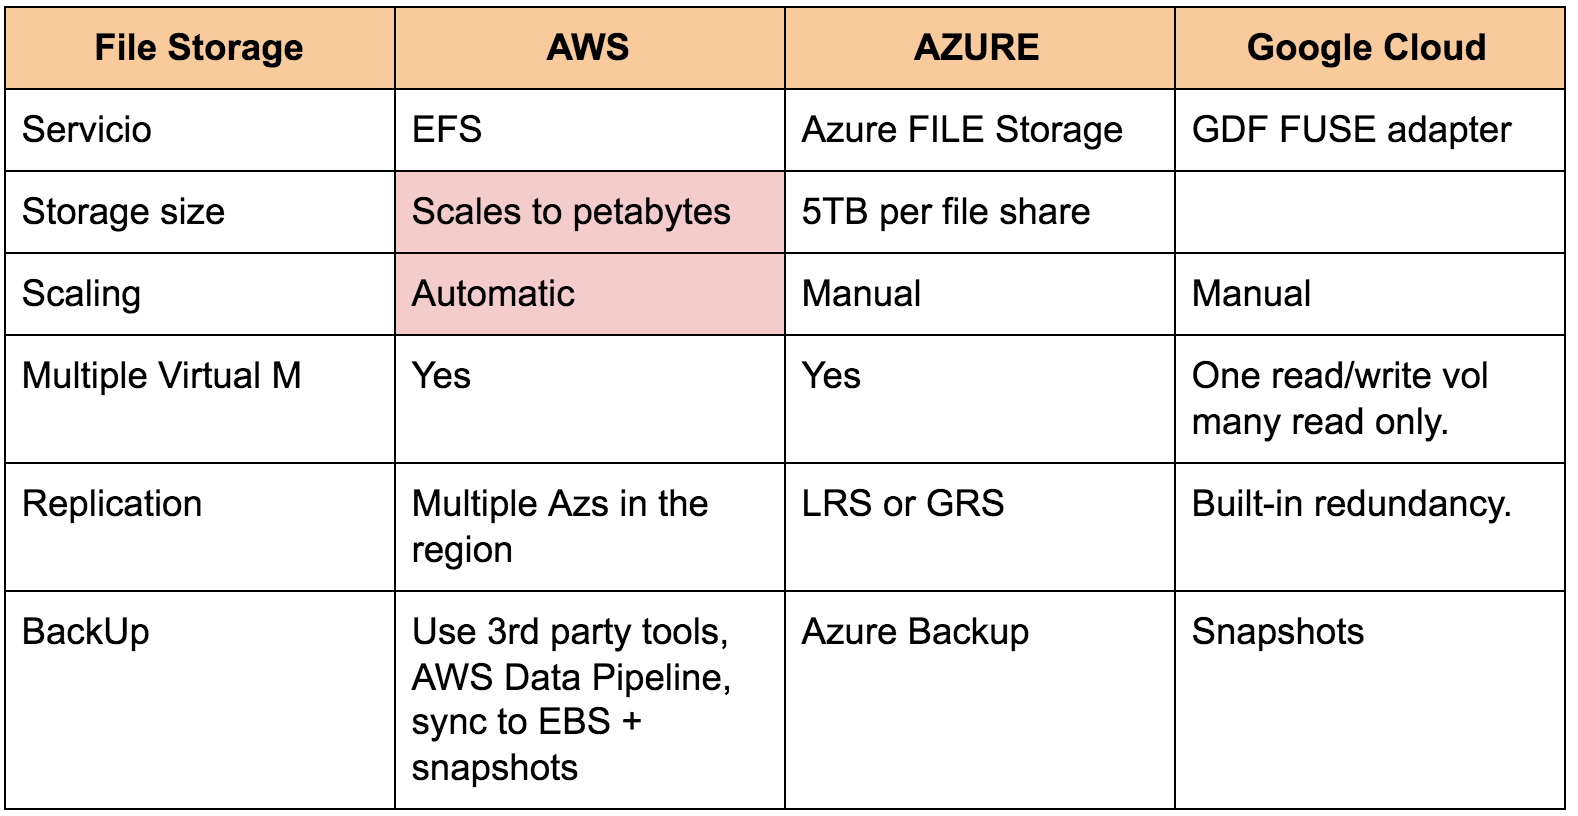 File Storage AWS AZURE Google Cloud
Servicio EFS Azure FILE Storage GDF FUSE adapter
Storage size Scales to petabytes 5TB per file share
Scaling Automatic Manual Manual
Multiple Virtual M Yes Yes One read/write vol
many read only.
Replication Multiple Azs in the LRS or GRS Built-in redundancy.
region
BackUp Use 3rd party tools, Azure Backup Snapshots
AWS Data Pipeline,
sync to EBS +
snapshots